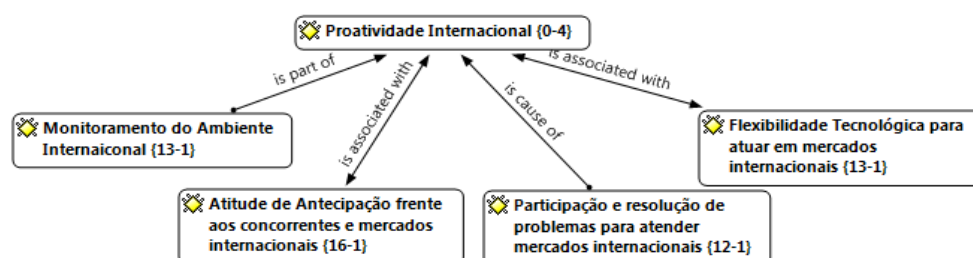 Proatividade Internacional {0-4}
is part of
is associated with
is cause of
is associated with
Monitoramento do Ambiente
Internaiconal {13-1}
Flexibilidade Tecnológica para
atuar em mercados
internacionais {13-1}
Atitude de Antecipação frente
aos concorrentes e mercados
internacionais {16-1}
Participação e resolução de
problemas para atender
mercados internacionais {12-1}